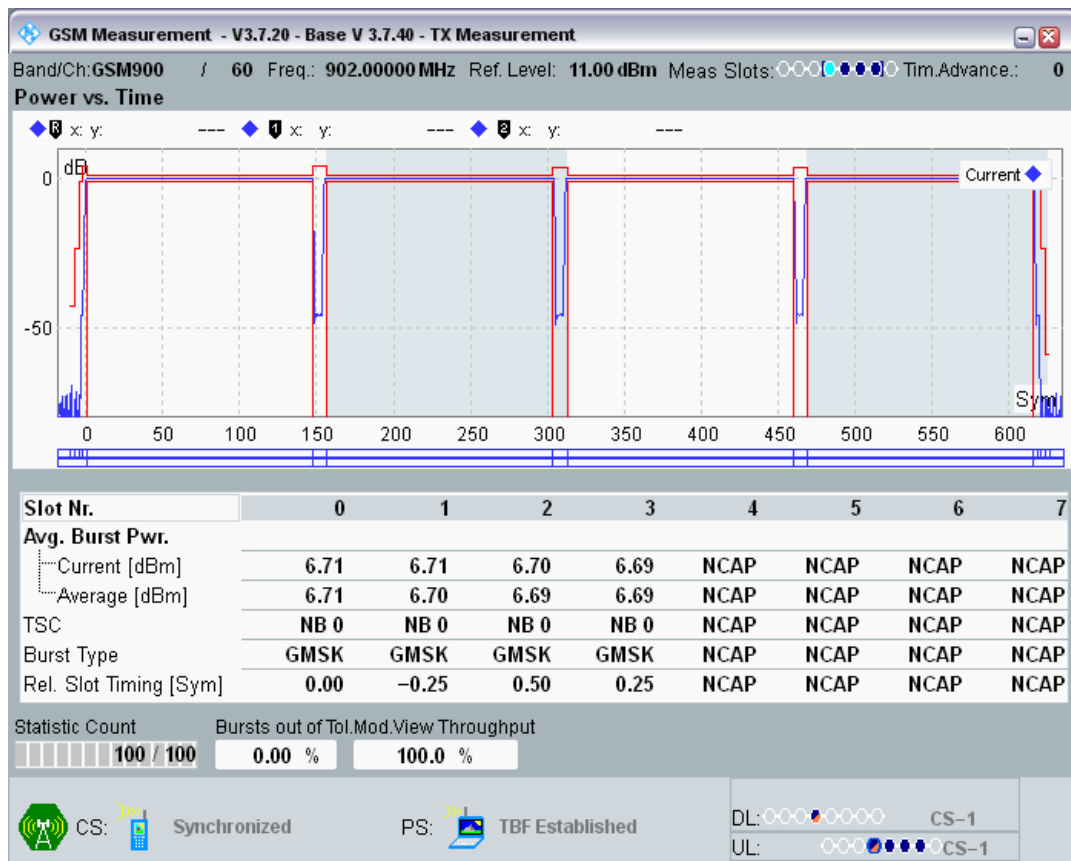 GSM Measurement - V3.7.20 - Base V 3.7.40 - TX Measurement
Band/Ch:GSM900 / 60 Freq.: 902.00000 MHz Ref. Level: 11.00 dBm Meas Slots: Tim.Advance.: 0
Power vs. Time
R x: y: --- 1 x: y: --- 2 x: y: ---
dB
Current
0
-50
Sym
0 50 100 150 200 250 300 350 400 450 500 550 600
Slot Nr. 0 1 2 3 4 5 6 7
Avg. Burst Pwr.
Current [dBm] 6.71 6.71 6.70 6.69 NCAP NCAP NCAP NCAP
Average [dBm] 6.71 6.70 6.69 6.69 NCAP NCAP NCAP NCAP
TSC NB 0 NB 0 NB 0 NB 0 NCAP NCAP NCAP NCAP
Burst Type GMSK GMSK GMSK GMSK NCAP NCAP NCAP NCAP
Rel. Slot Timing [Sym] 0.00 −0.25 0.50 0.25 NCAP NCAP NCAP NCAP
Statistic Count Bursts out of Tol.Mod.View Throughput
100 / 100 0.00 % 100.0 %
CS: Synchronized PS: TBF Established
DL: CS−1
UL: CS−1